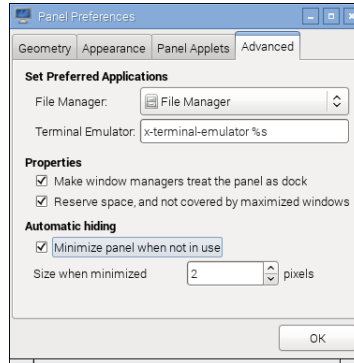 Panel Preferences
Geometry Appearance Panel Applets Advanced
Set Preferred Applications
File Manager: File Manager
Terminal Emulator: x-terminal-emulator %s
Properties
Make window managers treat the panel as dock
Reserve space, and not covered by maximized windows
Automatic hiding
Minimize panel when not in use
Size when minimized 2 pixels
OK